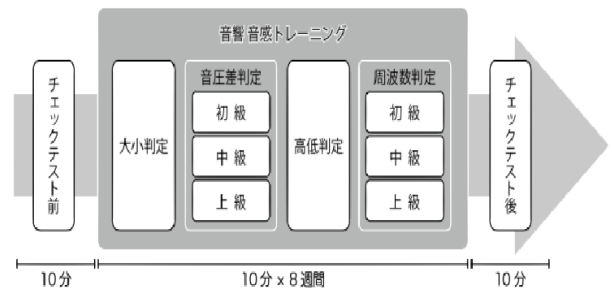 音響音感トレーニング
チェックテスト前
大小判定
音圧差判定
初級
中級
上級
高低判定
周波数判定
初級
中級
上級
チェックテスト後
10分
10分×8週間
10分